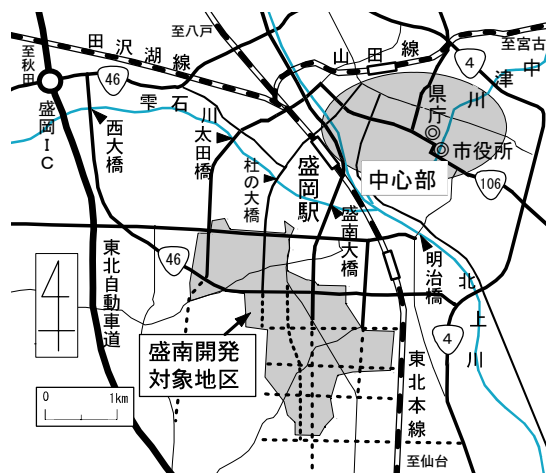 至八戸
至宮古
至秋田
田沢湖線
山田線
4
46
中津川
雫石川
県庁
市役所
盛岡IC
西大橋
太田橋
杜の大橋
盛岡駅
中心部
106
盛南大橋
明治橋
46
東北自動車道
北上川
4
盛南開発
対象地区
東北本線
0 1km
至仙台